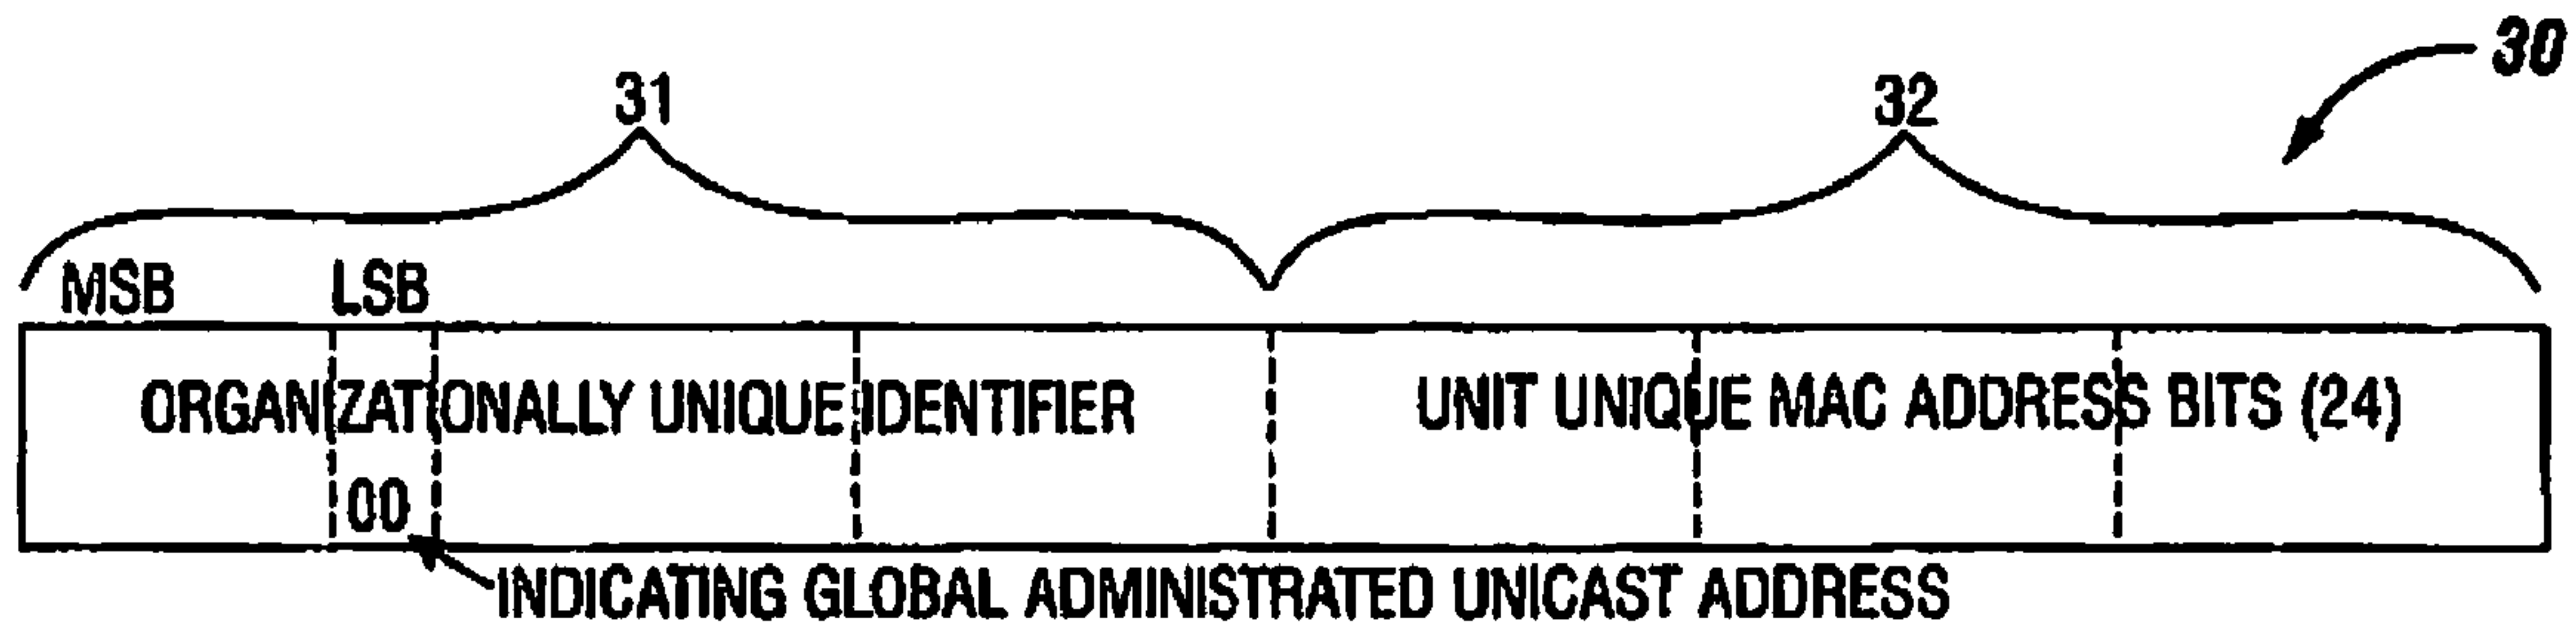 30
31 32
MSB LSB
ORGANIZATIONALLY UNIQUE IDENTIFIER UNIT UNIQUE MAC ADDRESS BITS (24)
00
INDICATING GLOBAL ADMINISTRATED UNICAST ADDRESS